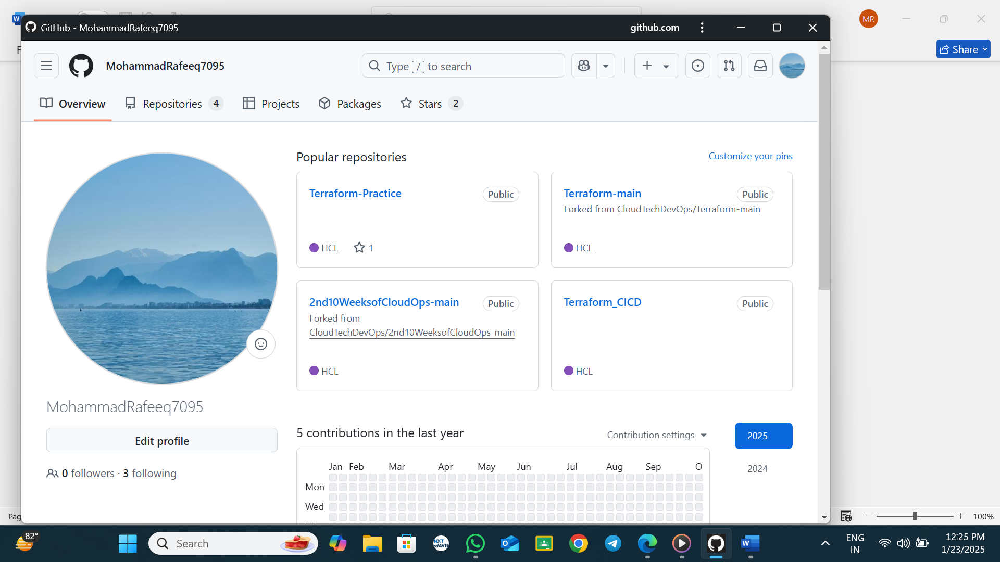 GitHub - MohammadRafeeq7095
github.com
MR
Share
MohammadRafeeq7095
Type / to search
Overview
Repositories 4
Projects
Packages
Stars 2
Popular repositories
Customize your pins
Terraform-Practice
Public
HCL
1
Terraform-main
Public
Forked from CloudTechDevOps/Terraform-main
HCL
2nd10WeeksofCloudOps-main
Public
Forked from
CloudTechDevOps/2nd10WeeksofCloudOps-main
HCL
Terraform_CICD
Public
HCL
MohammadRafeeq7095
Edit profile
0 followers · 3 following
5 contributions in the last year
Contribution settings
2025
2024
Jan Feb Mar Apr May Jun Jul Aug Sep
Mon
Wed
Pag
100%
82°
Search
NXT
WAVE
ENG
IN
12:25 PM
1/23/2025